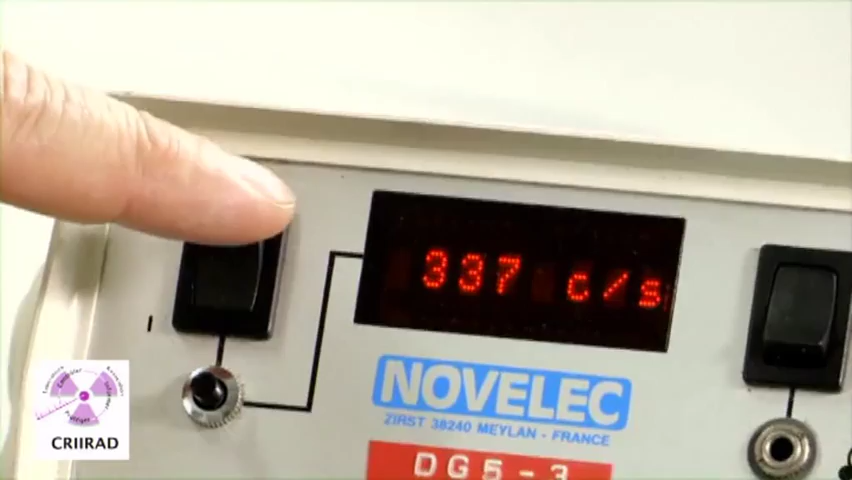 337 c/s
NOVELEC
ZIRST 38240 MEYLAN - FRANCE
DG5-3
CRIIRAD